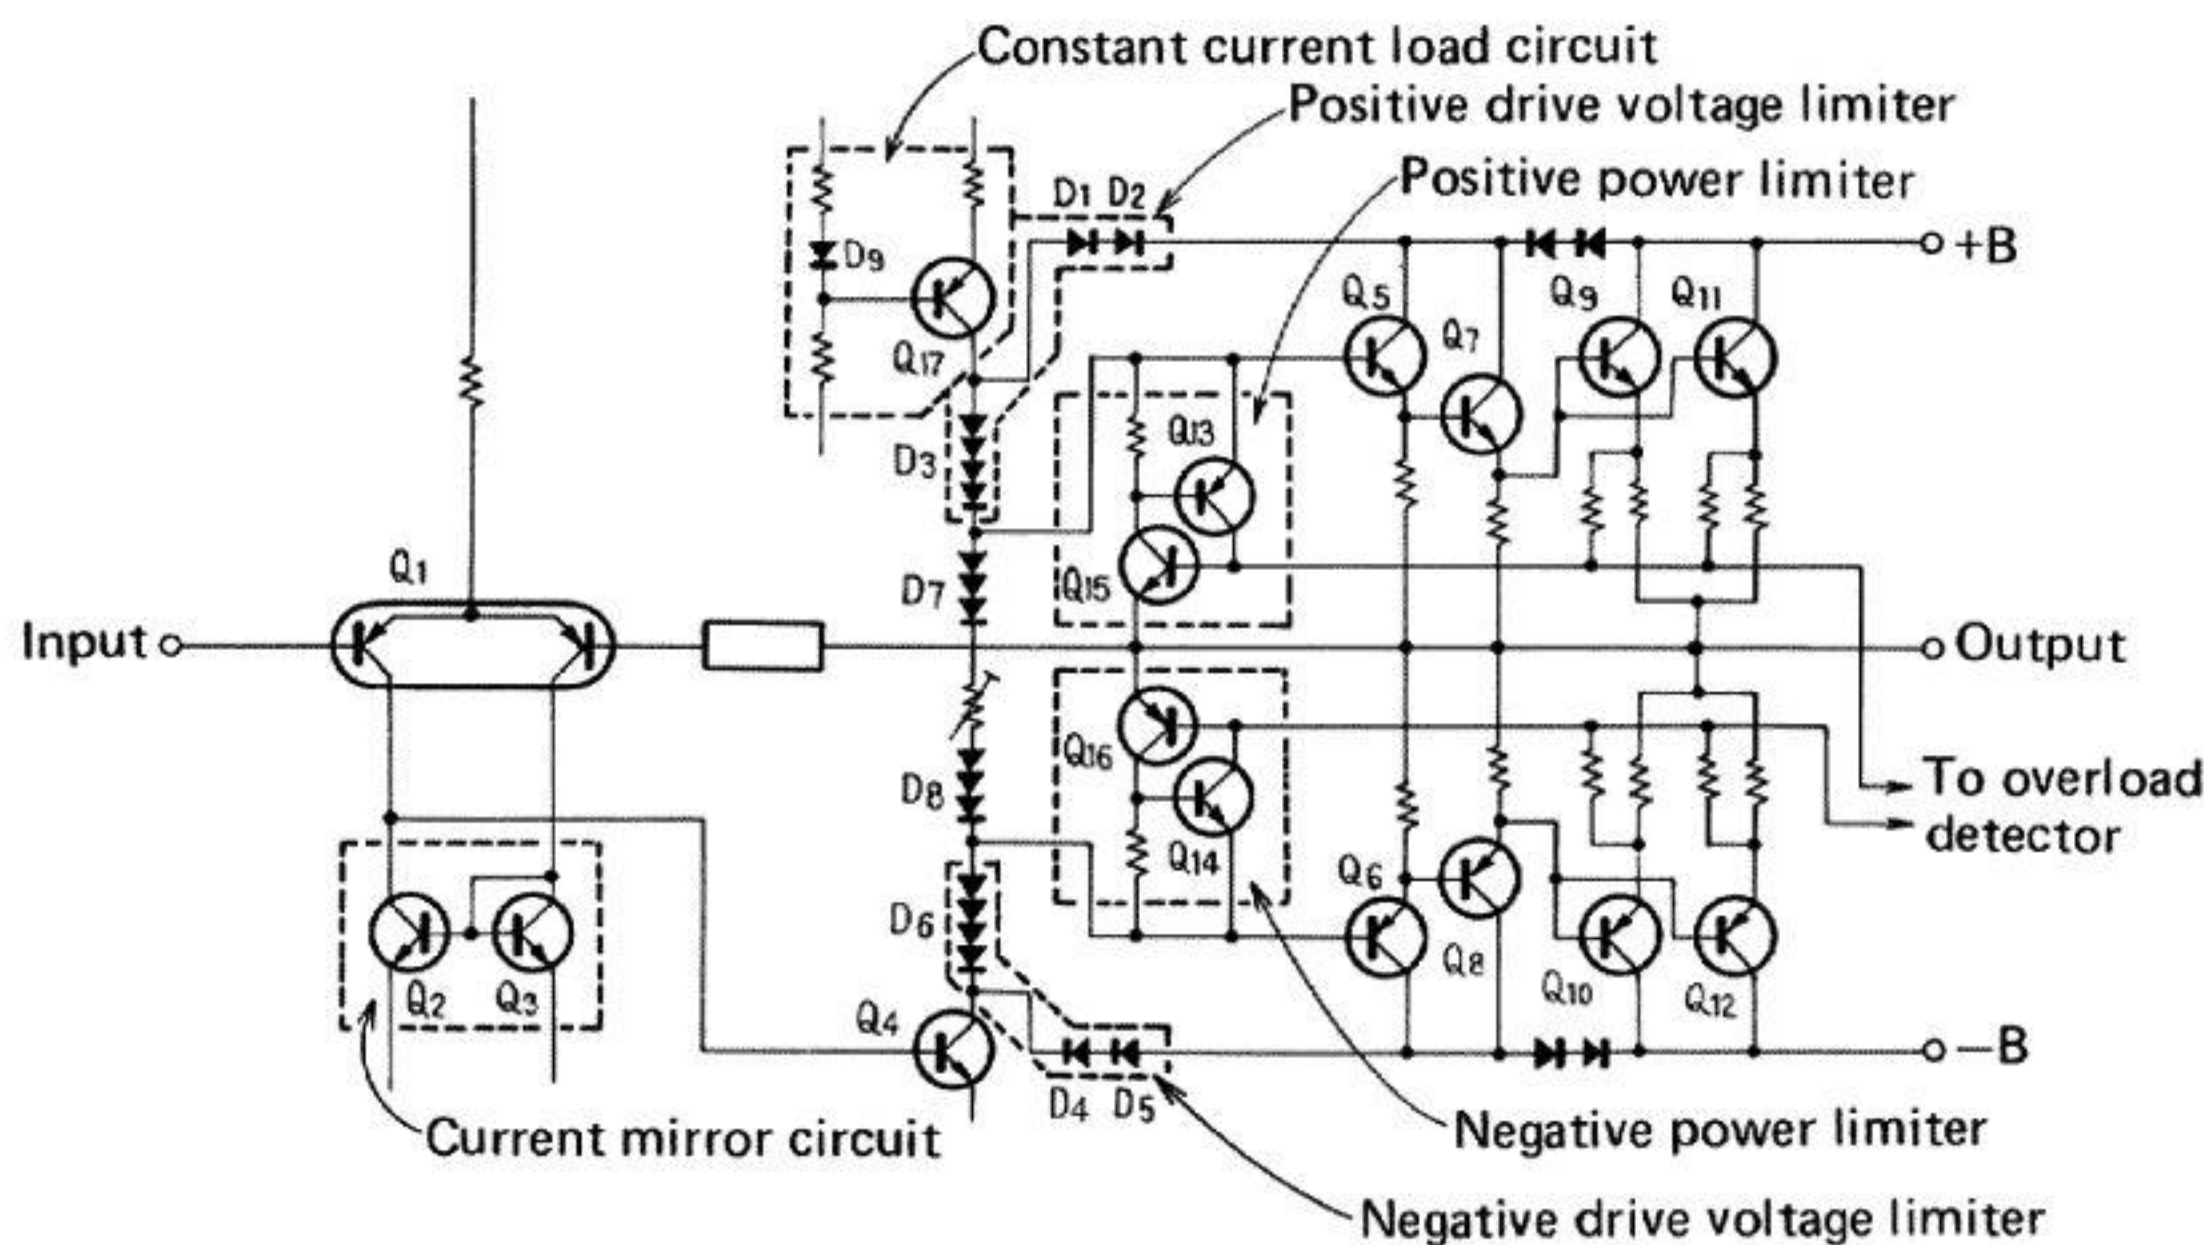 Constant current load circuit
Positive drive voltage limiter
Positive power limiter
D1 D2
+B
D9
Q5
Q9
Q11
Q7
Q17
Q13
D3
Q1
D7
Q15
Input
Output
Q16
D8
To overload
detector
Q14
Q6
D6
Q8
Q2
Q3
Q10
Q12
Q4
−B
D4 D5
Current mirror circuit
Negative power limiter
Negative drive voltage limiter